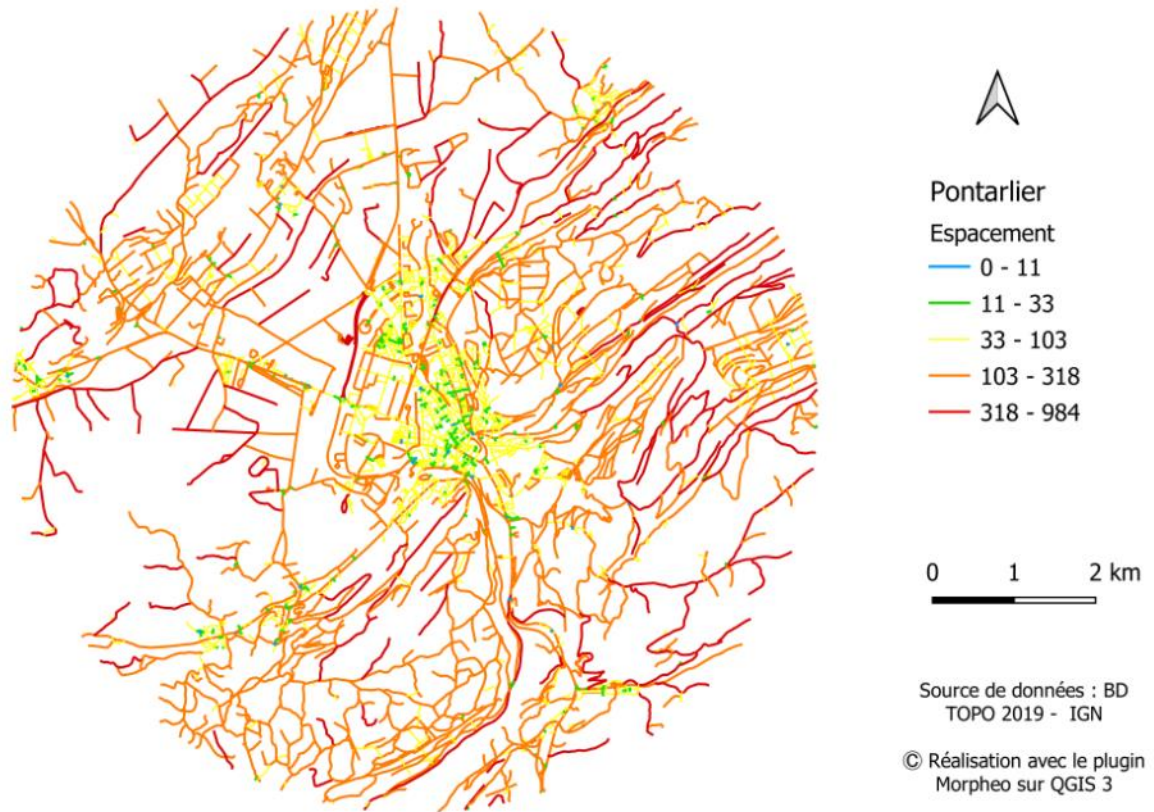 Pontarlier
Espacement
0 - 11
11 - 33
33 - 103
103 - 318
318 - 984
0 1 2 km
Source de données : BD
TOPO 2019 - IGN
© Réalisation avec le plugin
Morpheo sur QGIS 3